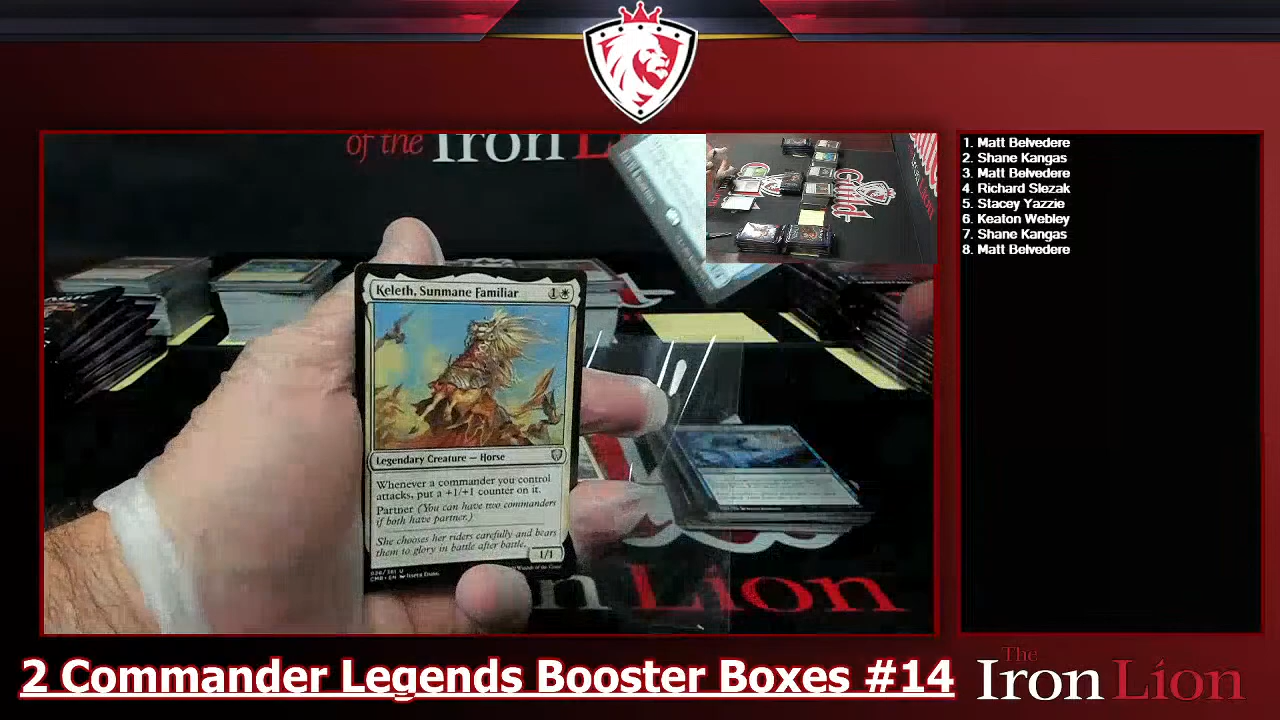 of the Iron L
Keleth, Sunmane Familiar 1
Legendary Creature — Horse
Whenever a commander you control
attacks, put a +1/+1 counter on it.
Partner (You can have two commanders
if both have partner.)
She chooses her riders carefully and bears
them to glory in battle after battle.
1/1
CMR • EN
n Lion
Guild
1. Matt Belvedere
2. Shane Kangas
3. Matt Belvedere
4. Richard Slezak
5. Stacey Yazzie
6. Keaton Webley
7. Shane Kangas
8. Matt Belvedere
2 Commander Legends Booster Boxes #14
The
Iron Lion